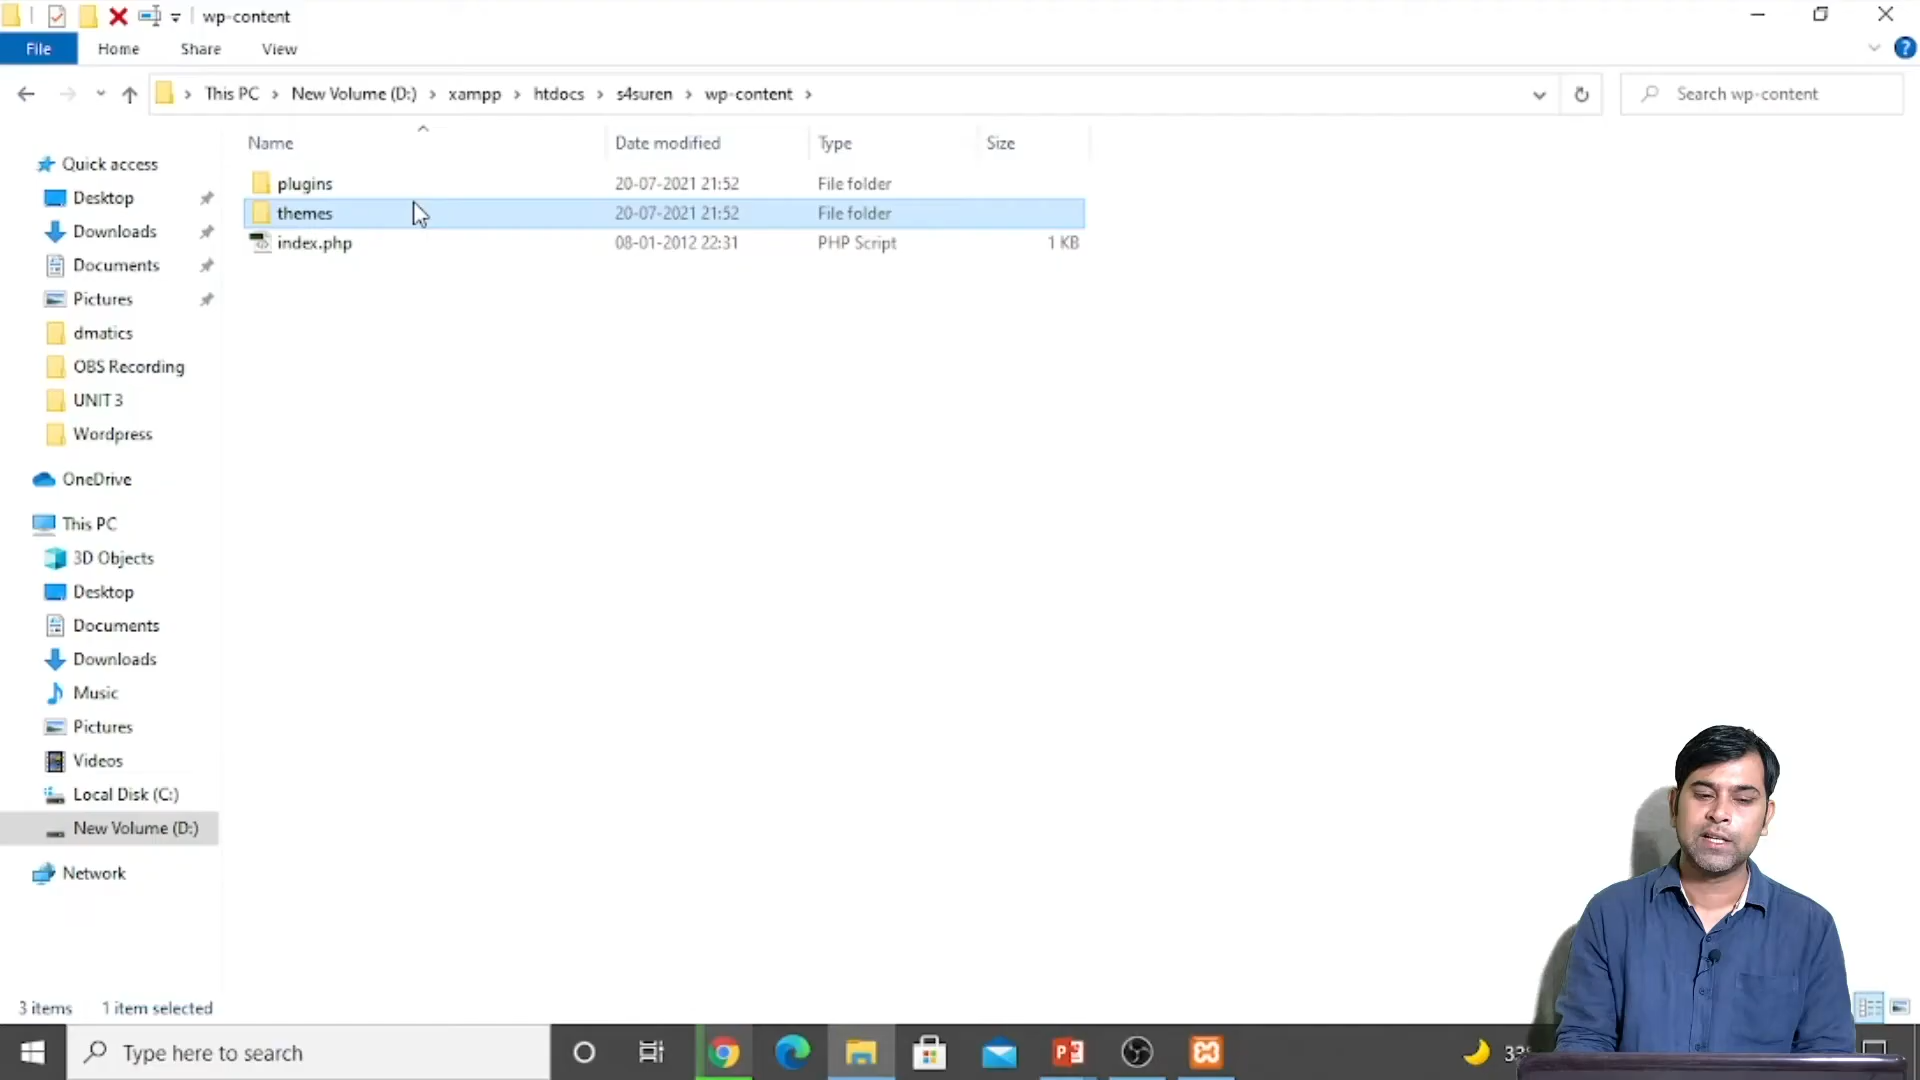 wp-content
File Home Share View
This PC New Volume (D:) xampp htdocs s4suren wp-content
Search wp-content
Name Date modified Type Size
plugins 20-07-2021 21:52 File folder
themes 20-07-2021 21:52 File folder
index.php 08-01-2012 22:31 PHP Script 1 KB
Quick access
Desktop
Downloads
Documents
Pictures
dmatics
OBS Recording
UNIT 3
Wordpress
OneDrive
This PC
3D Objects
Desktop
Documents
Downloads
Music
Pictures
Videos
Local Disk (C:)
New Volume (D:)
Network
3 items 1 item selected
Type here to search